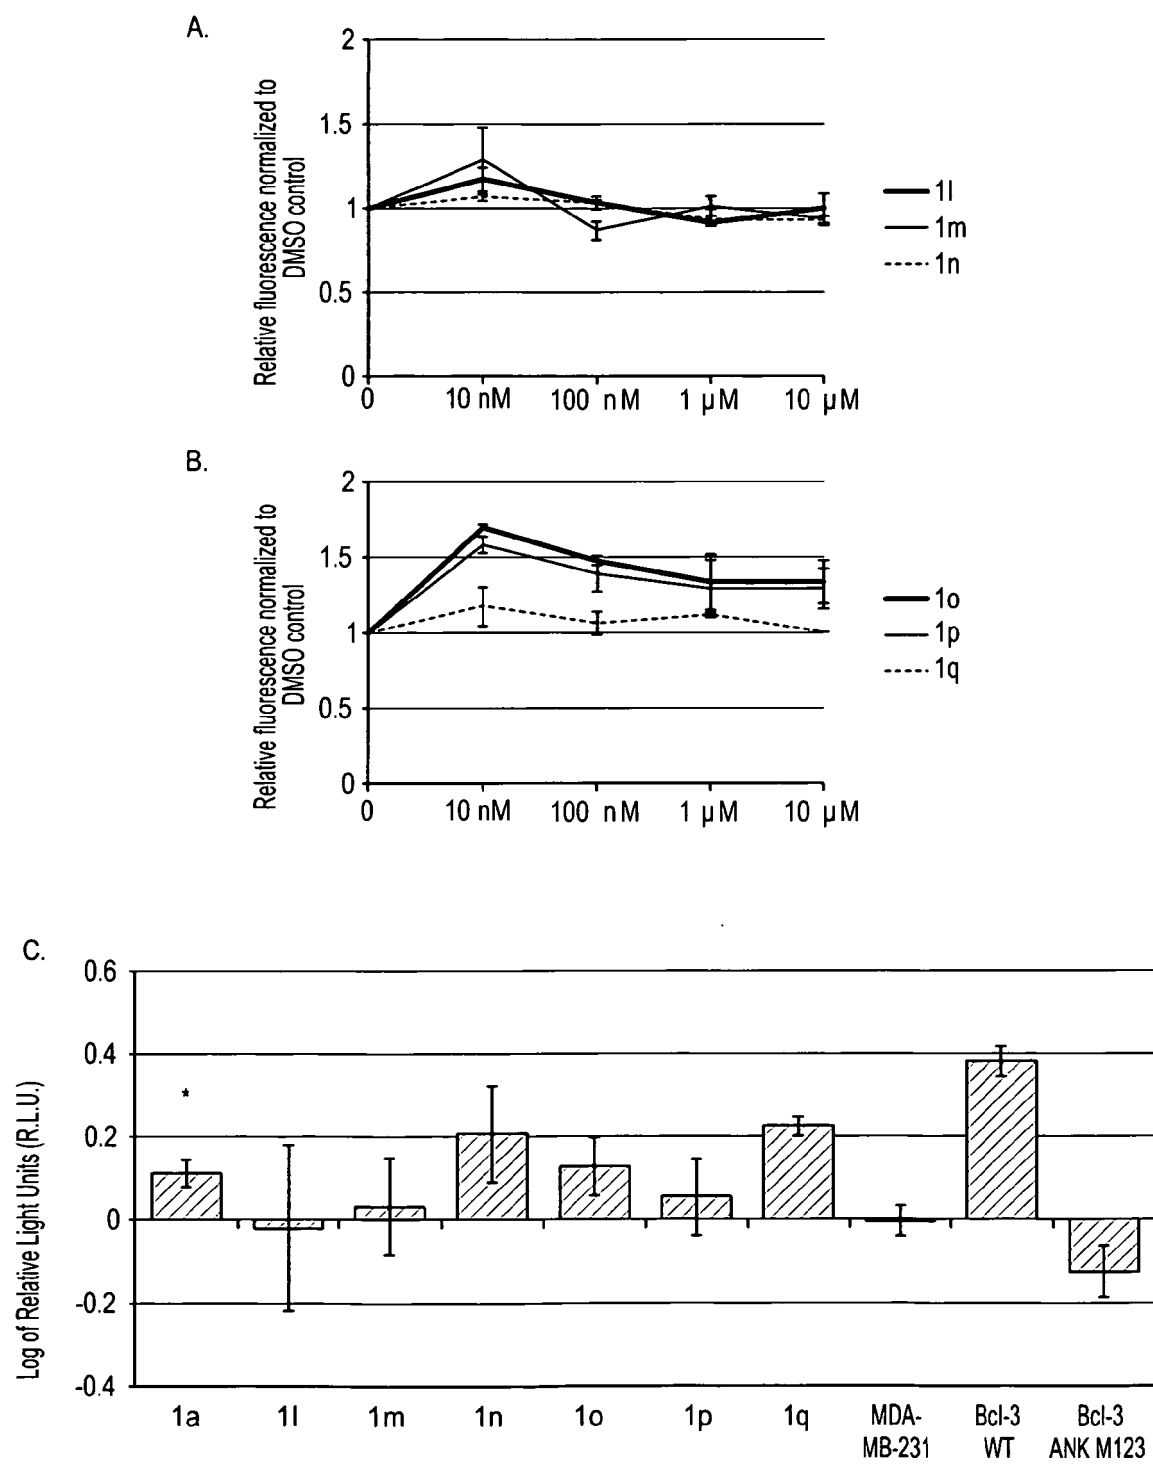 A.
Relative fluorescence normalized to
DMSO control
2
1.5
1
0.5
0
0
10 nM
100 nM
1 µM
10 µM
1l
1m
1n
B.
Relative fluorescence normalized to
DMSO control
2
1.5
1
0.5
0
0
10 nM
100 nM
1 µM
10 µM
1o
1p
1q
C.
Log of Relative Light Units (R.L.U.)
0.6
0.4
0.2
0
-0.2
-0.4
*
1a
1l
1m
1n
1o
1p
1q
MDA-
MB-231
Bcl-3
WT
Bcl-3
ANK M123